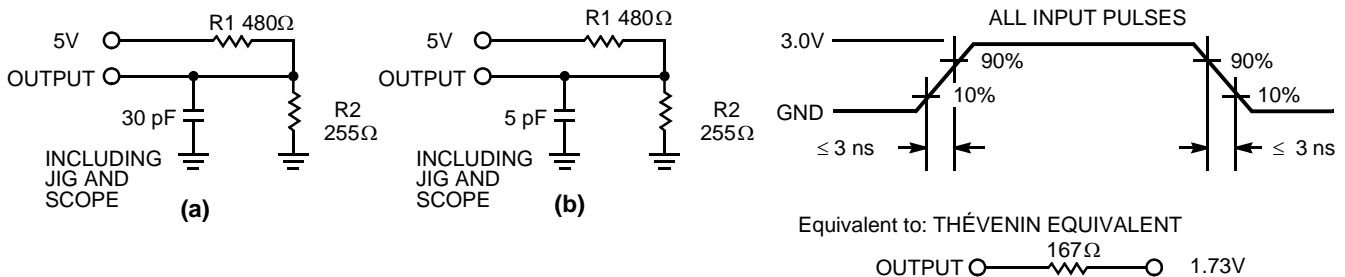 R1 480Ω
5V
OUTPUT
30 pF
R2
255Ω
INCLUDING
JIG AND
SCOPE
(a)
R1 480Ω
5V
OUTPUT
5 pF
R2
255Ω
INCLUDING
JIG AND
SCOPE
(b)
ALL INPUT PULSES
3.0V
90%
10%
GND
90%
10%
≤ 3 ns
≤ 3 ns
Equivalent to: THÉVENIN EQUIVALENT
167Ω
OUTPUT
1.73V